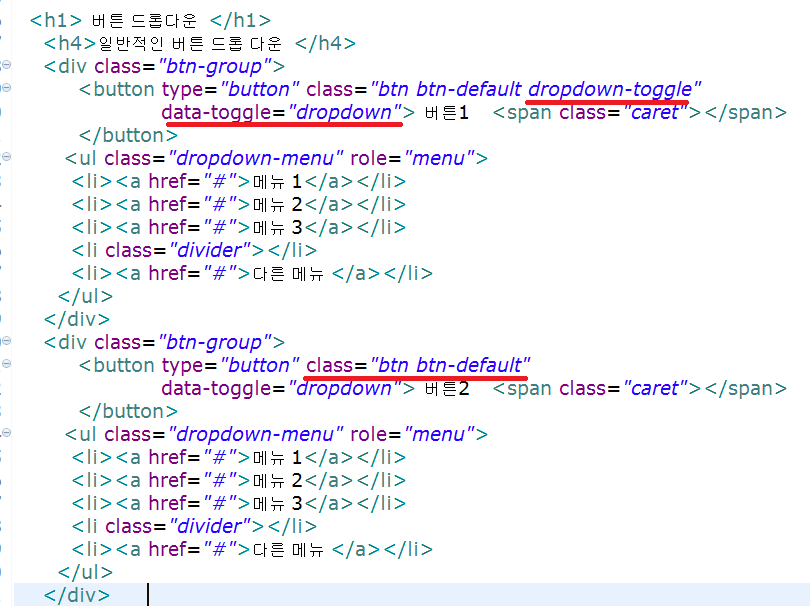 <h1> 버튼 드롭다운 </h1>
<h4>일반적인 버튼 드롭 다운 </h4>
<div class="btn-group">
<button type="button" class="btn btn-default dropdown-toggle"
data-toggle="dropdown"> 버튼1 <span class="caret"></span>
</button>
<ul class="dropdown-menu" role="menu">
<li><a href="#">메뉴 1</a></li>
<li><a href="#">메뉴 2</a></li>
<li><a href="#">메뉴 3</a></li>
<li class="divider"></li>
<li><a href="#">다른 메뉴 </a></li>
</ul>
</div>
<div class="btn-group">
<button type="button" class="btn btn-default"
data-toggle="dropdown"> 버튼2 <span class="caret"></span>
</button>
<ul class="dropdown-menu" role="menu">
<li><a href="#">메뉴 1</a></li>
<li><a href="#">메뉴 2</a></li>
<li><a href="#">메뉴 3</a></li>
<li class="divider"></li>
<li><a href="#">다른 메뉴 </a></li>
</ul>
</div>